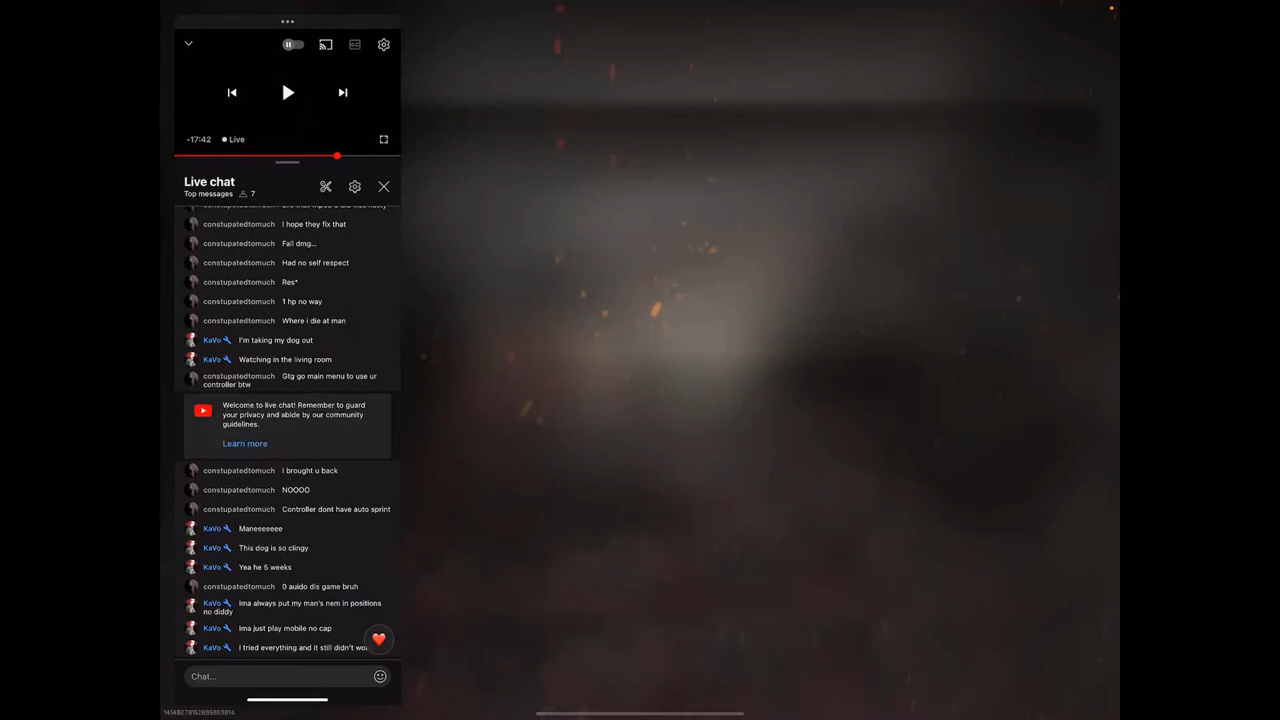 -17:42 Live
Live chat
Top messages 7
constupatedtomuch I hope they fix that
constupatedtomuch Fall dmg...
constupatedtomuch Had no self respect
constupatedtomuch Res*
constupatedtomuch 1 hp no way
constupatedtomuch Where i die at man
KaVo I'm taking my dog out
KaVo Watching in the living room
constupatedtomuch Gtg go main menu to use ur
controller btw
Welcome to live chat! Remember to guard
your privacy and abide by our community
guidelines.
Learn more
constupatedtomuch I brought u back
constupatedtomuch NOOOO
constupatedtomuch Controller dont have auto sprint
KaVo Maneeeeeee
KaVo This dog is so clingy
KaVo Yea he 5 weeks
constupatedtomuch 0 auido dis game bruh
KaVo Ima always put my man's nem in positions
no diddy
KaVo Ima just play mobile no cap
KaVo I tried everything and it still didn't
Chat...